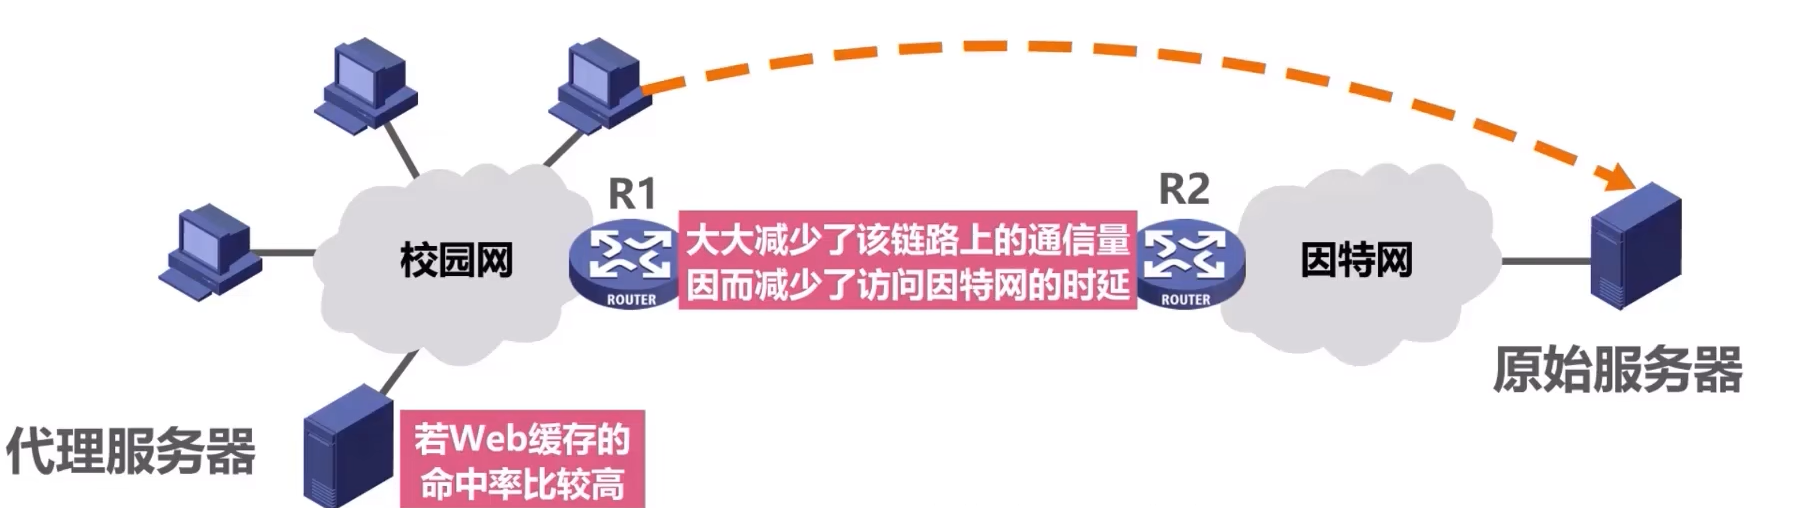 R1
R2
大大减少了该链路上的通信量
因而减少了访问因特网的时延
校园网
ROUTER
ROUTER
因特网
原始服务器
代理服务器
若Web缓存的
命中率比较高